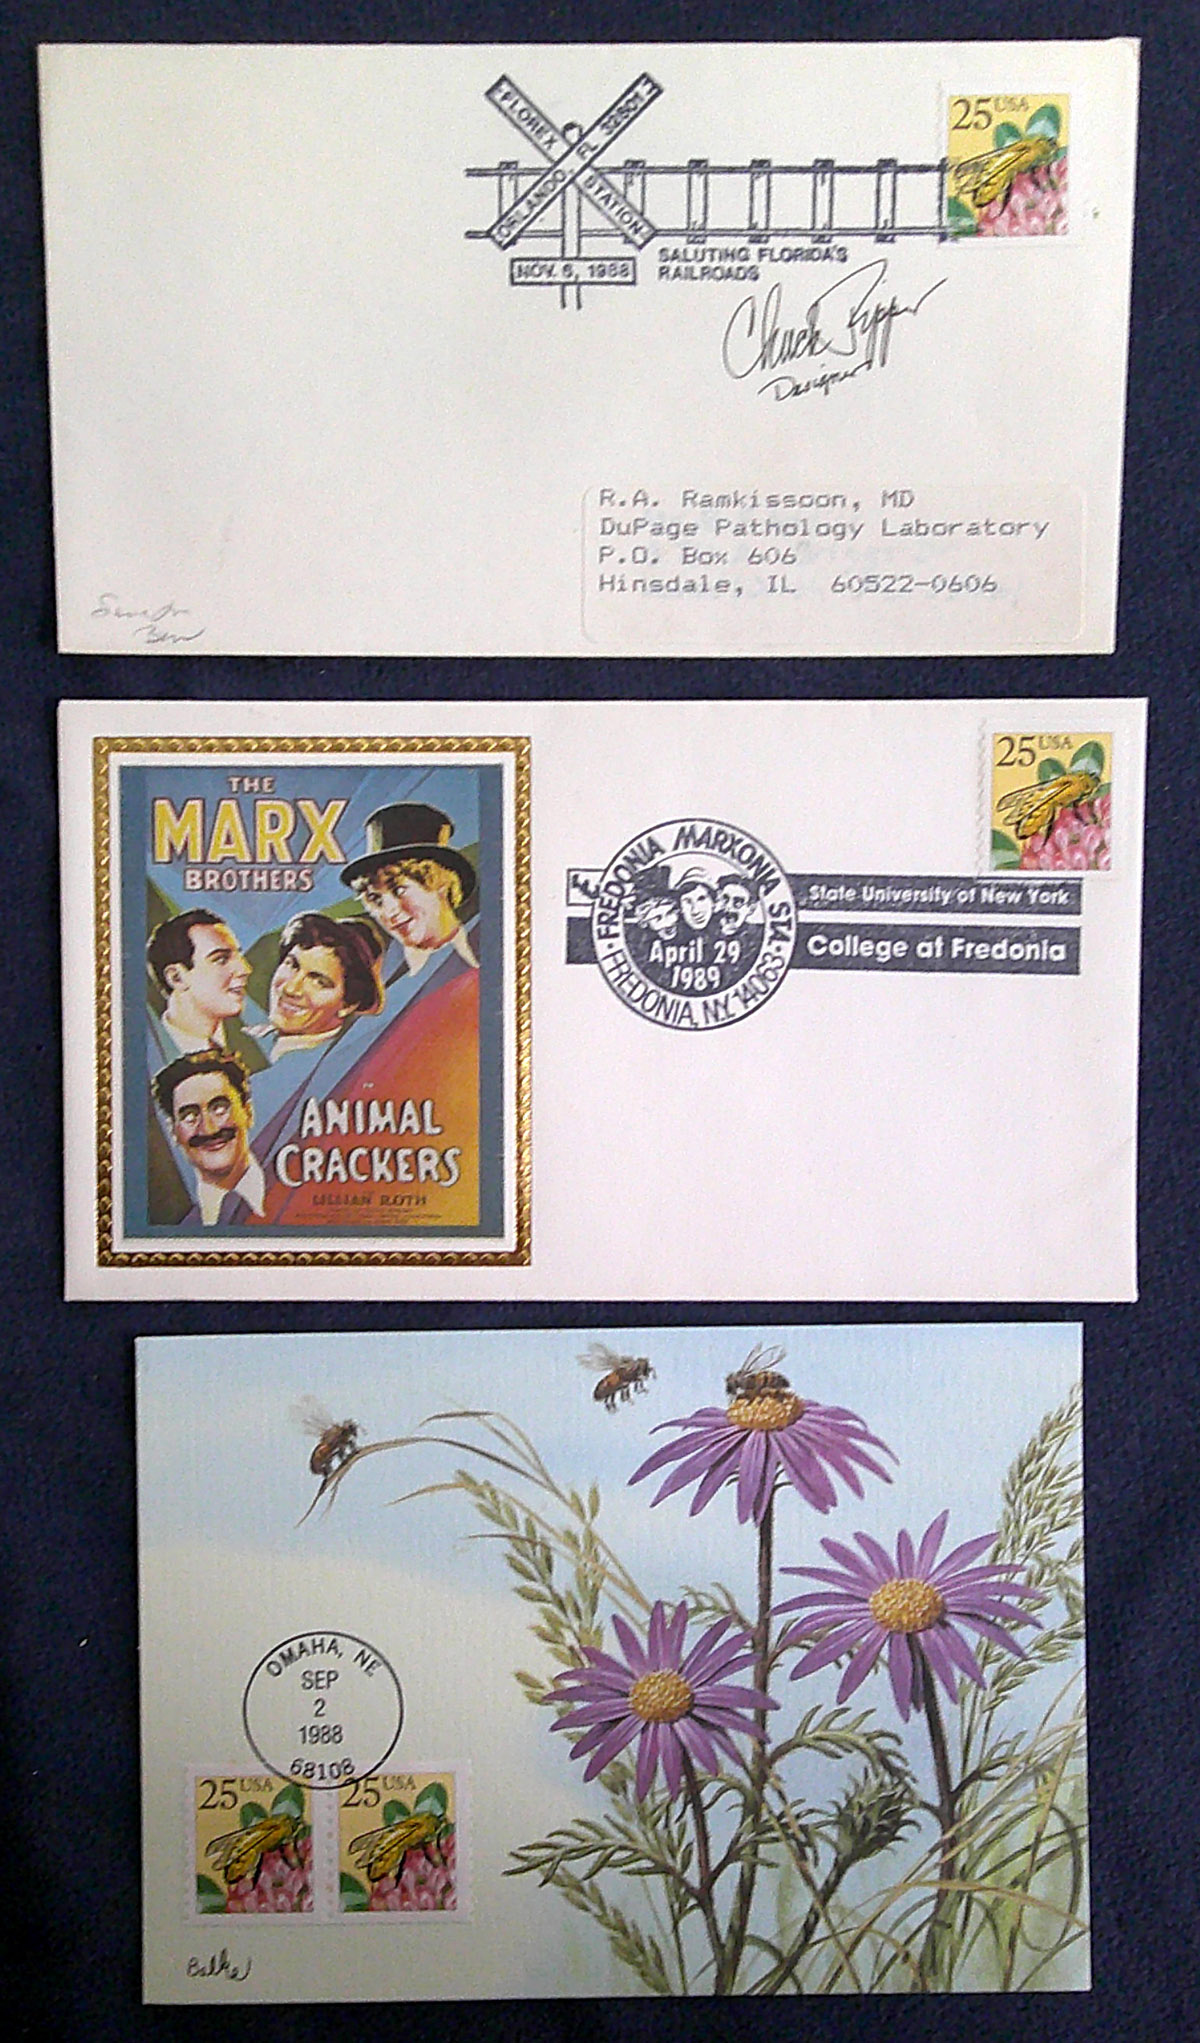 25 USA
FLOREX STATION
ORLANDO, FL 32801
NOV. 6, 1988
SALUTING FLORIDA'S
RAILROADS
Chuck Ripper
Designer
R.A. Ramkissoon, MD
DuPage Pathology Laboratory
P.O. Box 606
Hinsdale, IL 60522-0606
THE
MARX
BROTHERS
IN
ANIMAL
CRACKERS
LILLIAN ROTH
25 USA
FREDONIA MARXONIA STA
April 29
1989
FREDONIA, N.Y. 14063
State University of New York
College at Fredonia
OMAHA, NE
SEP
2
1988
68108
25 USA
25 USA